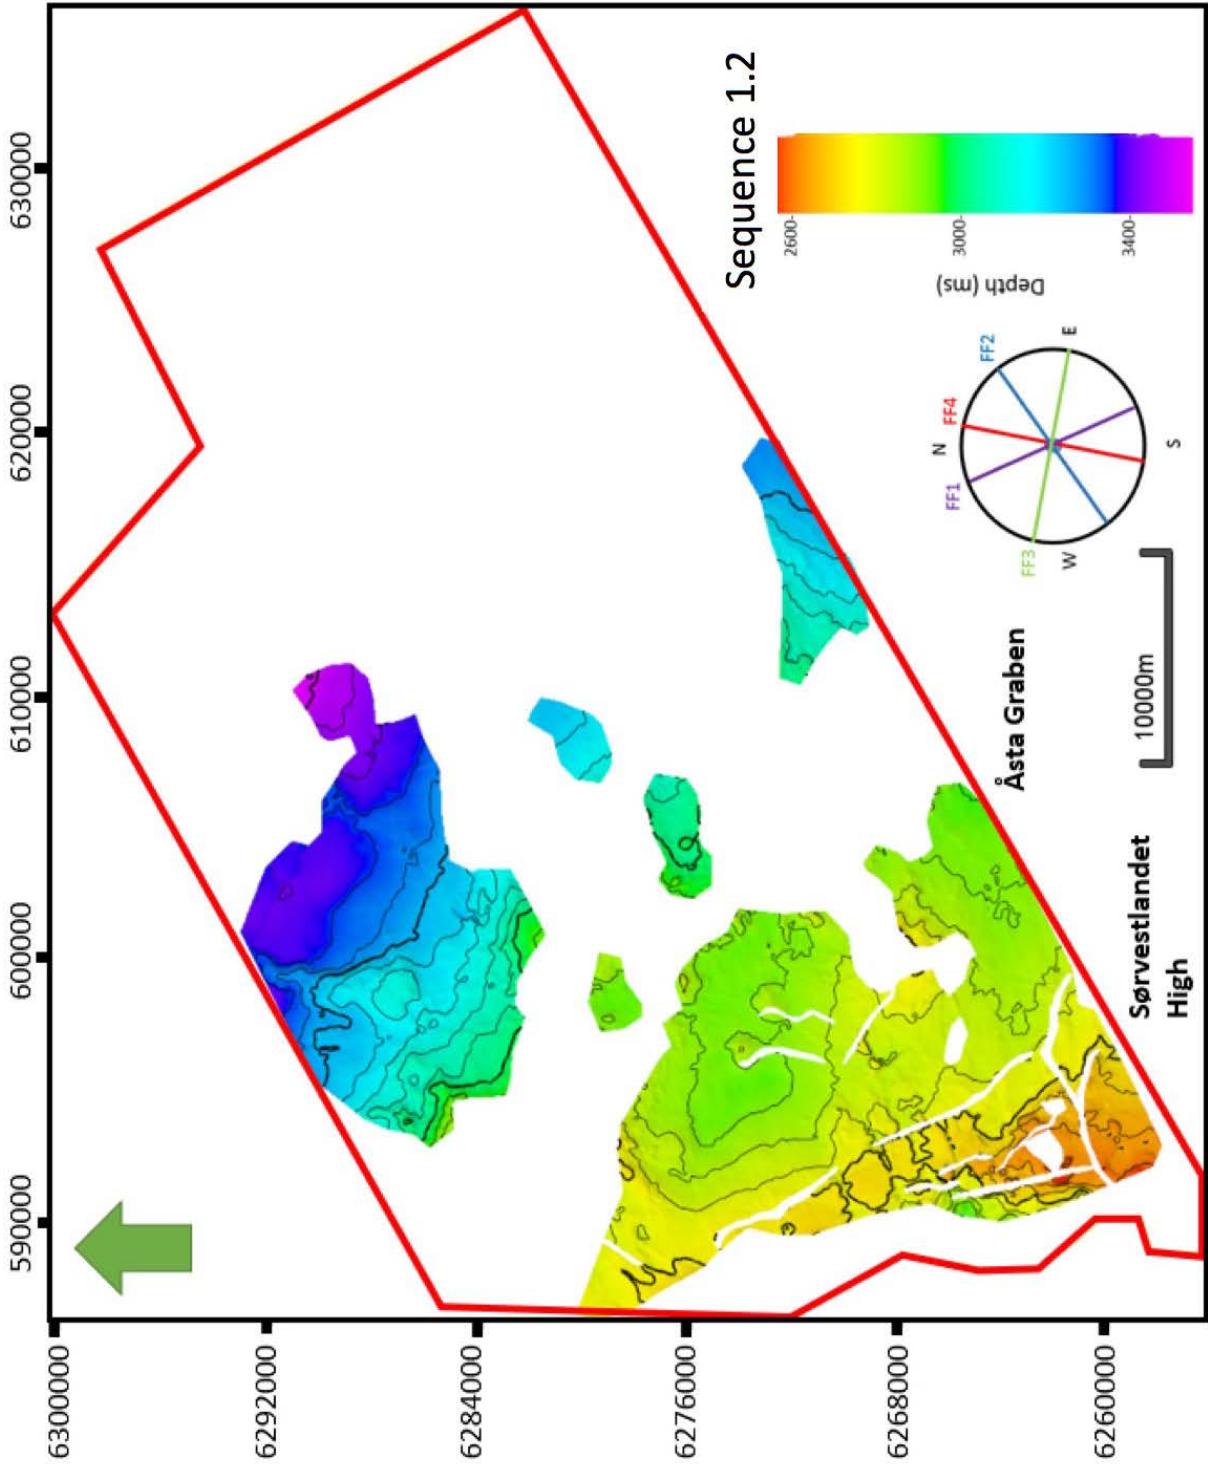 590000
600000
610000
620000
630000
6300000
6292000
6284000
6276000
6268000
6260000
Sequence 1.2
2600
3000
3400
Depth (ms)
N
FF1
FF4
FF2
FF3
W
E
S
Åsta Graben
Sørvestlandet
High
10000m